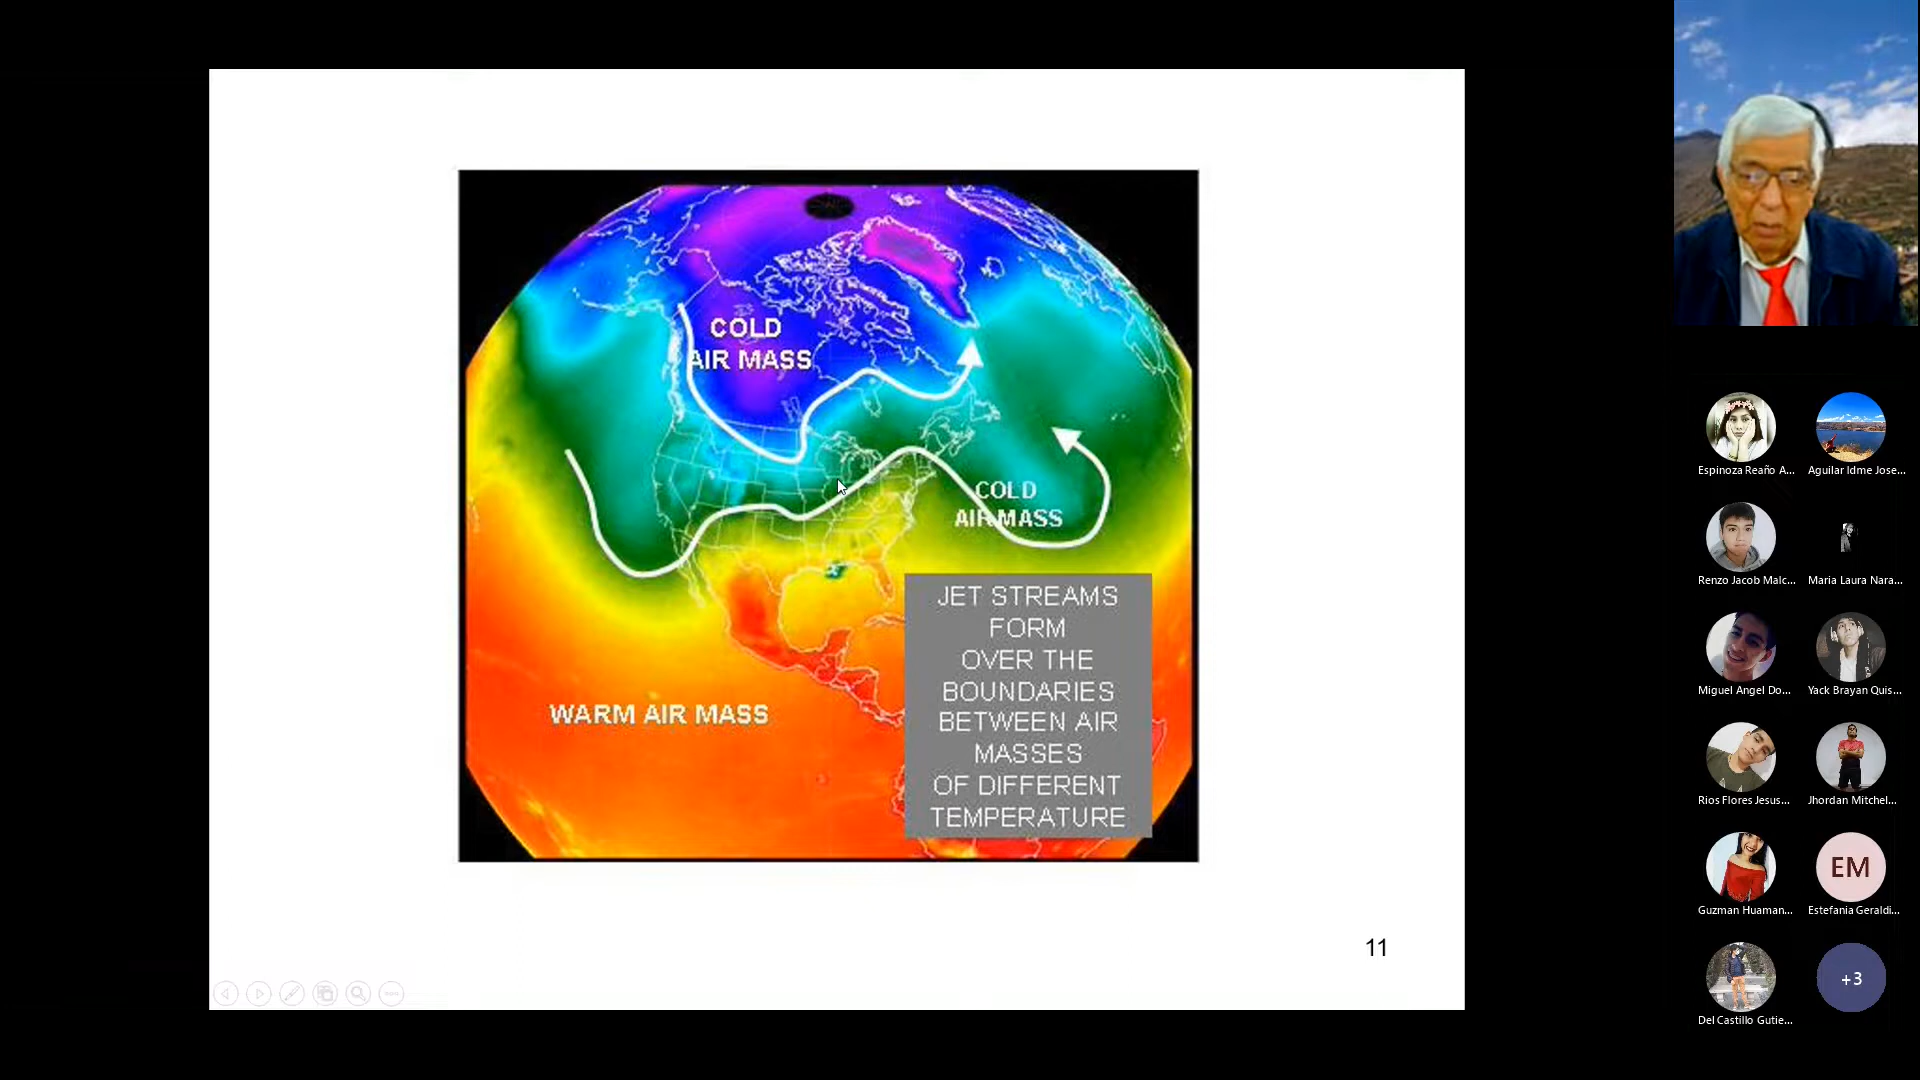 COLD
AIR MASS
COLD
AIR MASS
WARM AIR MASS
JET STREAMS
FORM
OVER THE
BOUNDARIES
BETWEEN AIR
MASSES
OF DIFFERENT
TEMPERATURE
11
Espinoza Reaño A...
Aguilar Idme Jose...
Renzo Jacob Malc...
Maria Laura Nara...
Miguel Angel Do...
Yack Brayan Quis...
Rios Flores Jesus...
Jhordan Mitchel...
Guzman Huaman...
EM
Estefania Geraldi...
Del Castillo Gutie...
+3